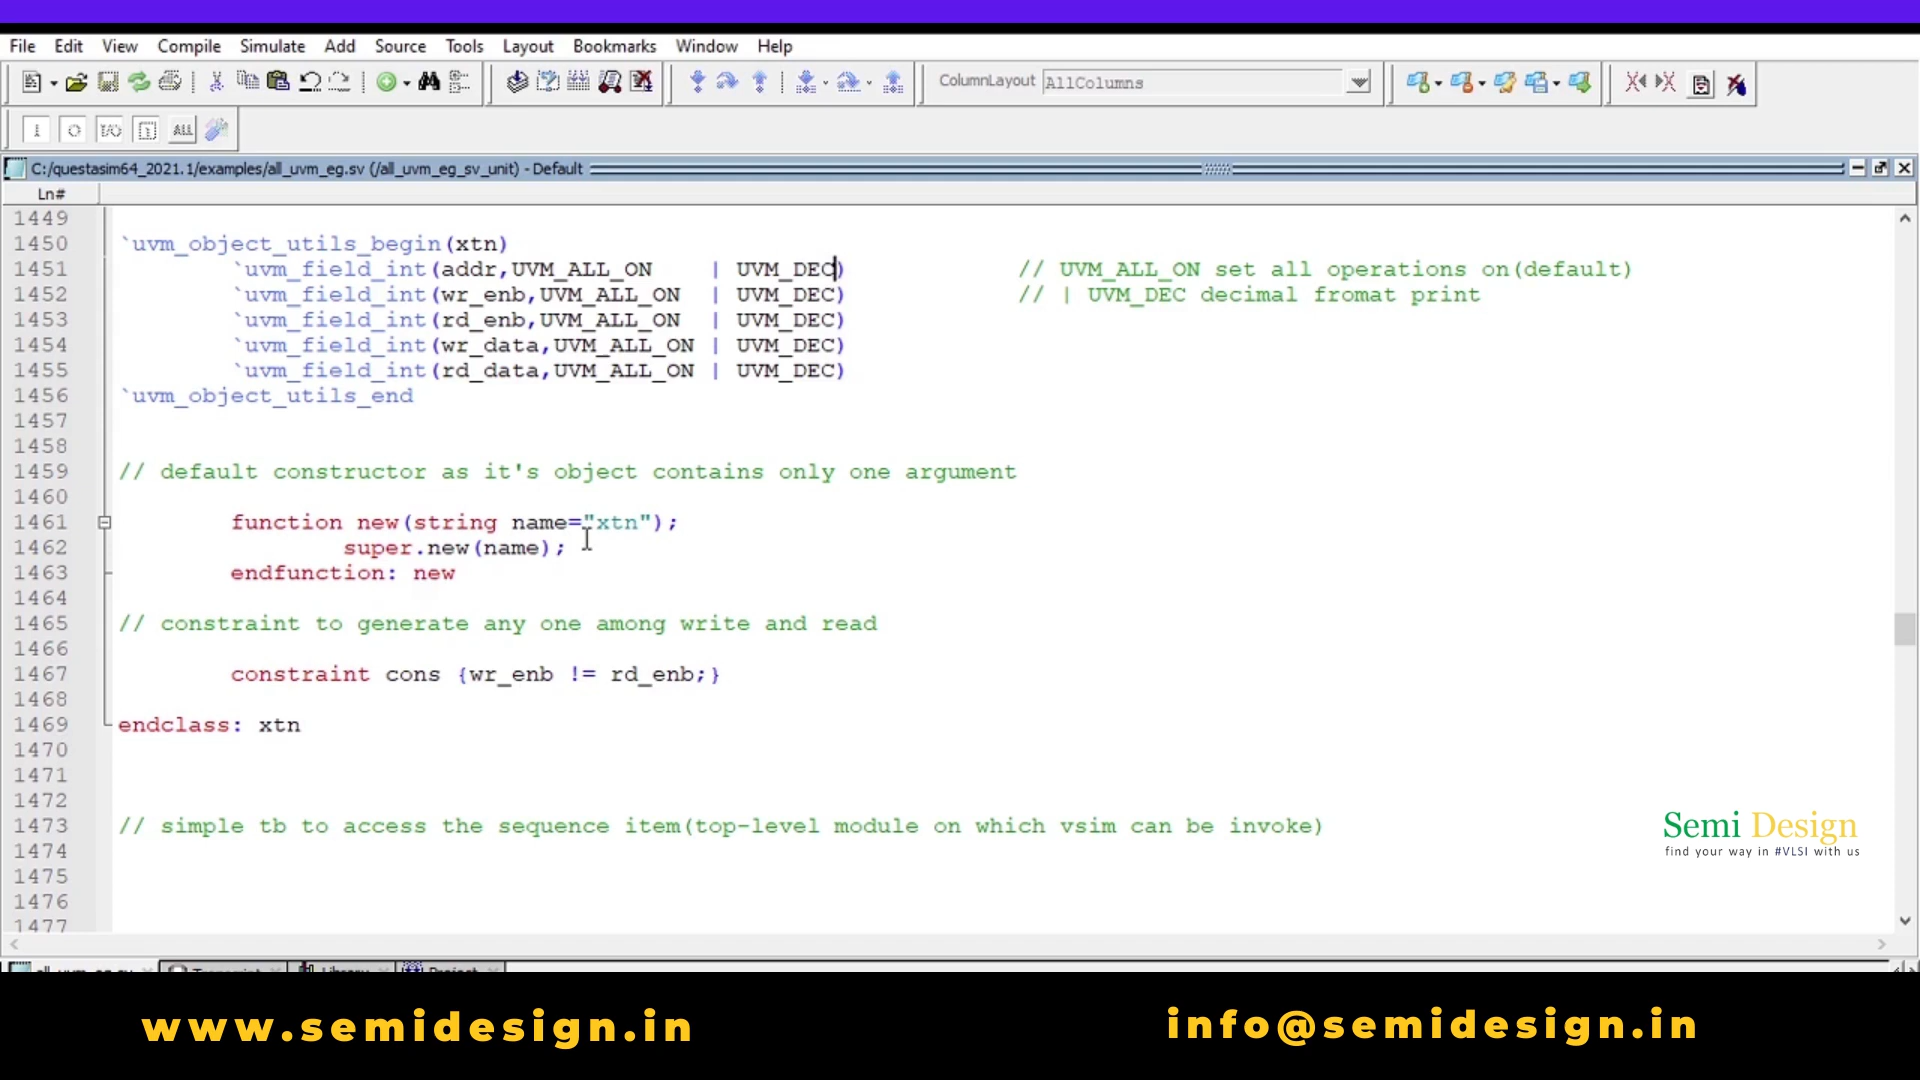 File Edit View Compile Simulate Add Source Tools Layout Bookmarks Window Help
ColumnLayout AllColumns
I O I/O ALL
C:/questasim64_2021.1/examples/all_uvm_eg.sv (/all_uvm_eg_sv_unit) - Default
Ln#
1449
1450 `uvm_object_utils_begin(xtn)
1451 `uvm_field_int(addr,UVM_ALL_ON | UVM_DEC) // UVM_ALL_ON set all operations on(default)
1452 `uvm_field_int(wr_enb,UVM_ALL_ON | UVM_DEC) // | UVM_DEC decimal fromat print
1453 `uvm_field_int(rd_enb,UVM_ALL_ON | UVM_DEC)
1454 `uvm_field_int(wr_data,UVM_ALL_ON | UVM_DEC)
1455 `uvm_field_int(rd_data,UVM_ALL_ON | UVM_DEC)
1456 `uvm_object_utils_end
1457
1458
1459 // default constructor as it's object contains only one argument
1460
1461 function new(string name="xtn");
1462 super.new(name);
1463 endfunction: new
1464
1465 // constraint to generate any one among write and read
1466
1467 constraint cons {wr_enb != rd_enb;}
1468
1469 endclass: xtn
1470
1471
1472
1473 // simple tb to access the sequence item(top-level module on which vsim can be invoke)
1474
1475
1476
1477
Semi Design
find your way in #VLSI with us
www.semidesign.in
info@semidesign.in